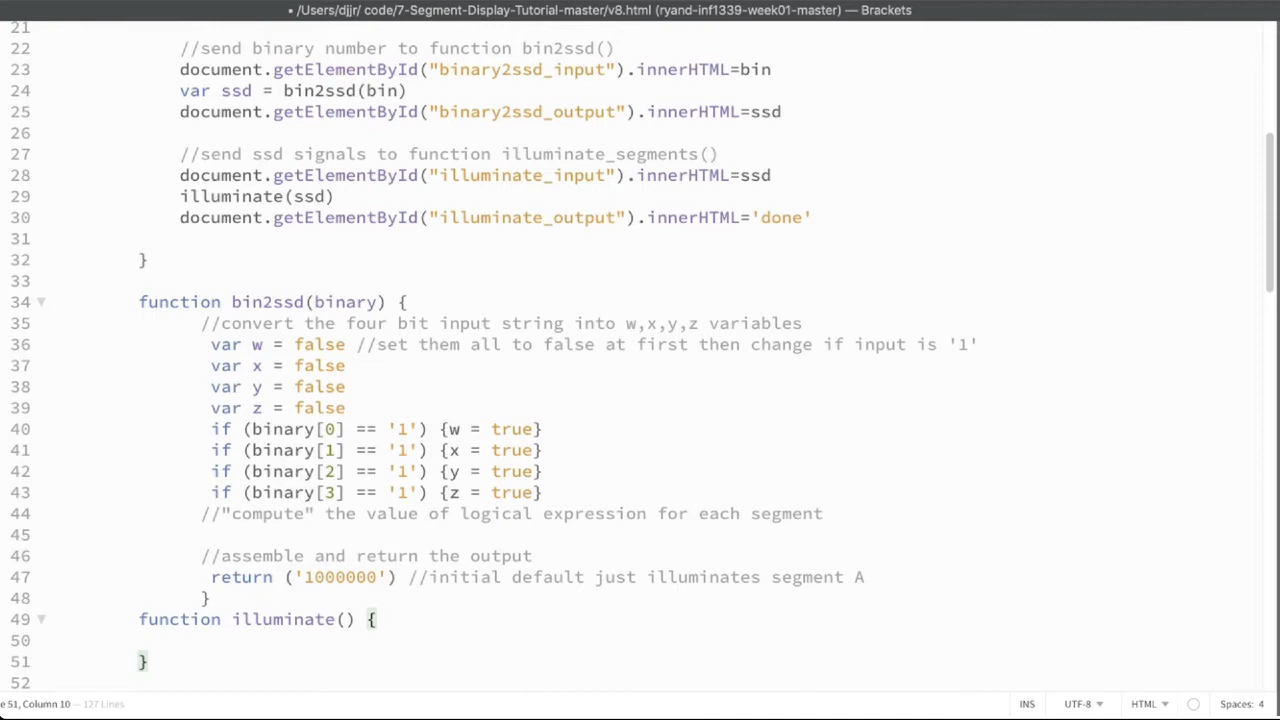 • /Users/djjr/ code/7-Segment-Display-Tutorial-master/v8.html (ryand-inf1339-week01-master) — Brackets
21
22 //send binary number to function bin2ssd()
23 document.getElementById("binary2ssd_input").innerHTML=bin
24 var ssd = bin2ssd(bin)
25 document.getElementById("binary2ssd_output").innerHTML=ssd
26
27 //send ssd signals to function illuminate_segments()
28 document.getElementById("illuminate_input").innerHTML=ssd
29 illuminate(ssd)
30 document.getElementById("illuminate_output").innerHTML='done'
31
32 }
33
34 function bin2ssd(binary) {
35 //convert the four bit input string into w,x,y,z variables
36 var w = false //set them all to false at first then change if input is '1'
37 var x = false
38 var y = false
39 var z = false
40 if (binary[0] == '1') {w = true}
41 if (binary[1] == '1') {x = true}
42 if (binary[2] == '1') {y = true}
43 if (binary[3] == '1') {z = true}
44 //"compute" the value of logical expression for each segment
45
46 //assemble and return the output
47 return ('1000000') //initial default just illuminates segment A
48 }
49 function illuminate() {
50
51 }
52
e 51, Column 10 — 127 Lines INS UTF-8 HTML Spaces: 4